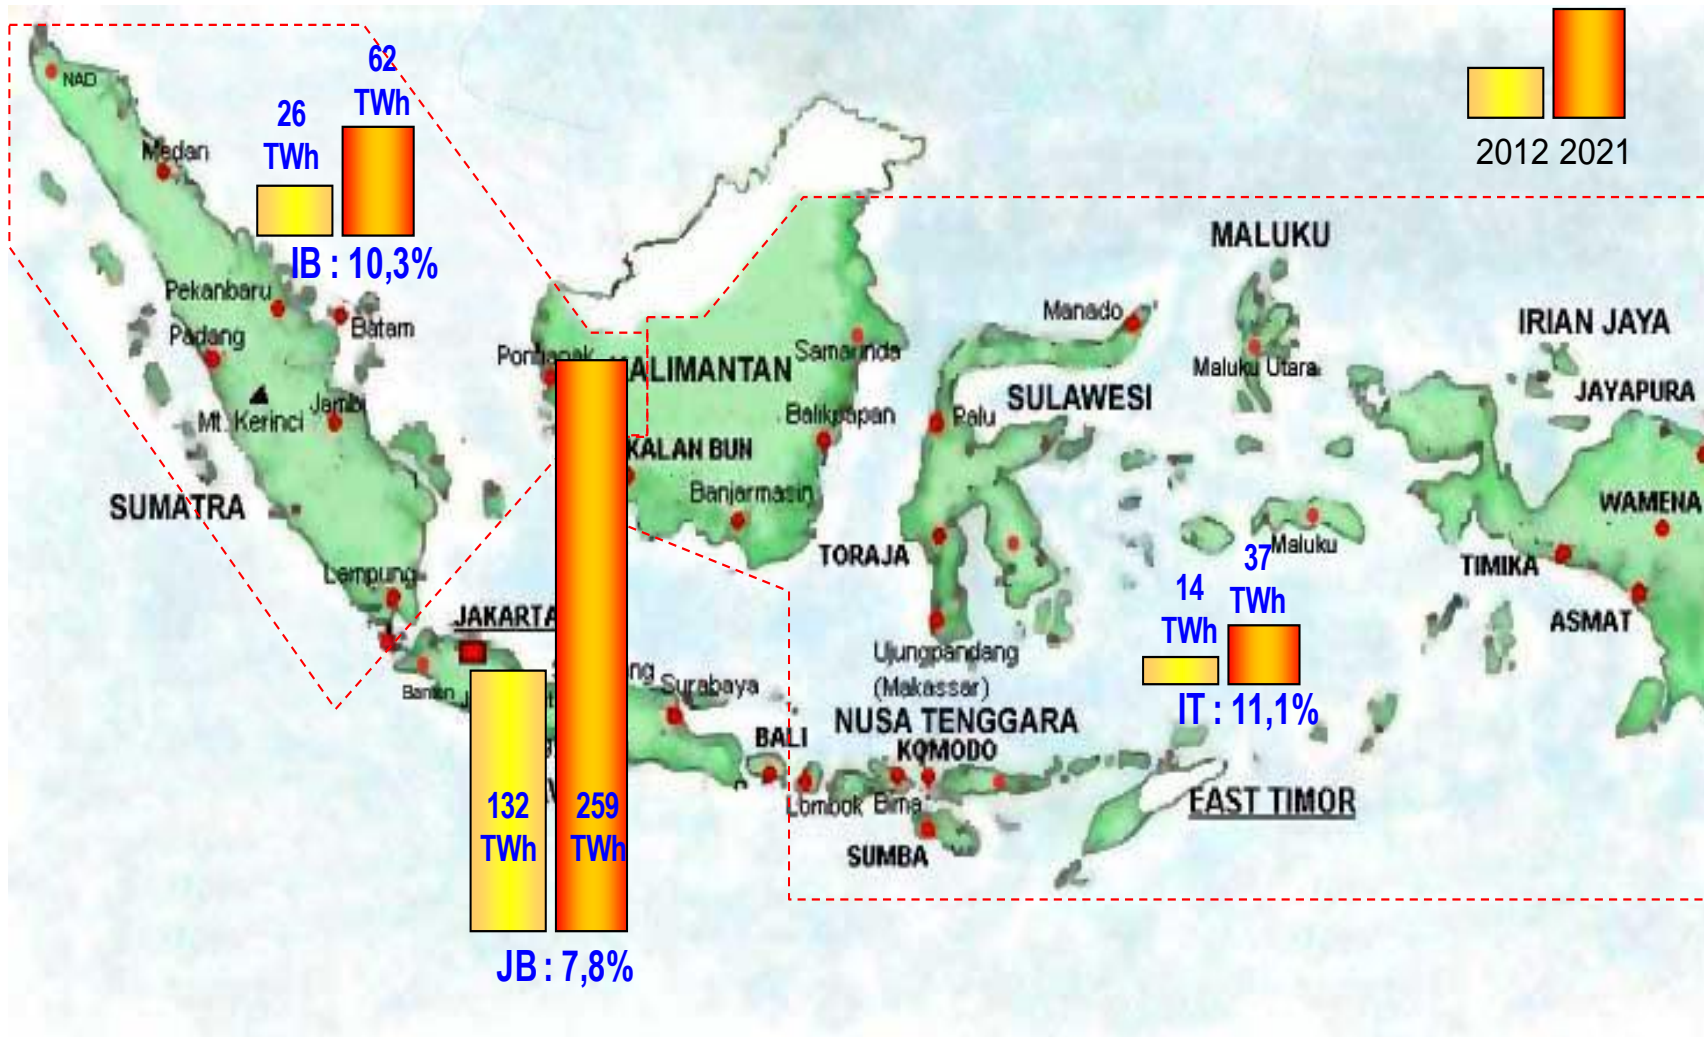 NAD
62
TWh
26
TWh
Medan
2012 2021
MALUKU
IB : 10,3%
Pekanbaru
Batam
Padang
Manado
IRIAN JAYA
Samarinda
Maluku Utara
JAYAPURA
Mt. Kerinci
Jambi
SULAWESI
Palu
Balikpapan
SUMATRA
Banjarmasin
WAMENA
TORAJA
Maluku
TIMIKA
37
TWh
14
TWh
Lampung
JAKARTA
ASMAT
Banten
Surabaya
Ujungpandang
(Makassar)
IT : 11,1%
NUSA TENGGARA
BALI
KOMODO
Lombok
Bima
EAST TIMOR
132
TWh
259
TWh
SUMBA
JB : 7,8%